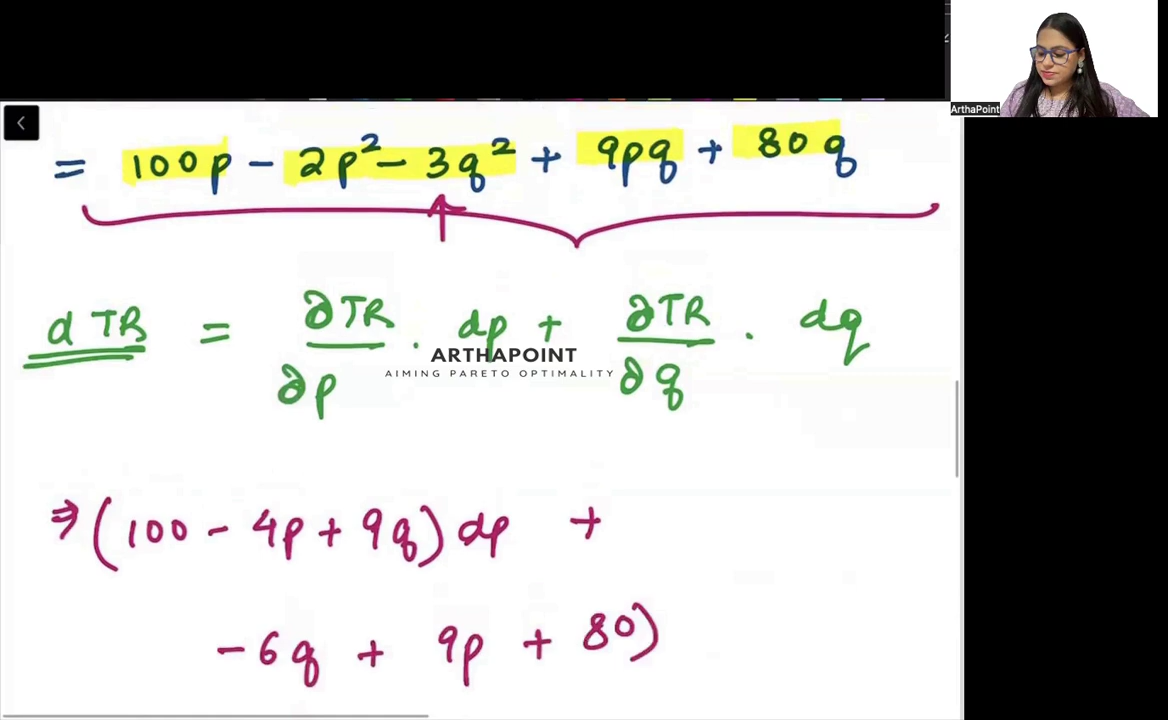 ArthaPoint
= 100p - 2p² - 3q² + 9pq + 80q
d TR = ∂TR/∂p . dp + ∂TR/∂q . dq
ARTHAPOINT
AIMING PARETO OPTIMALITY
⇒ (100 - 4p + 9q) dp +
- 6q + 9p + 80)